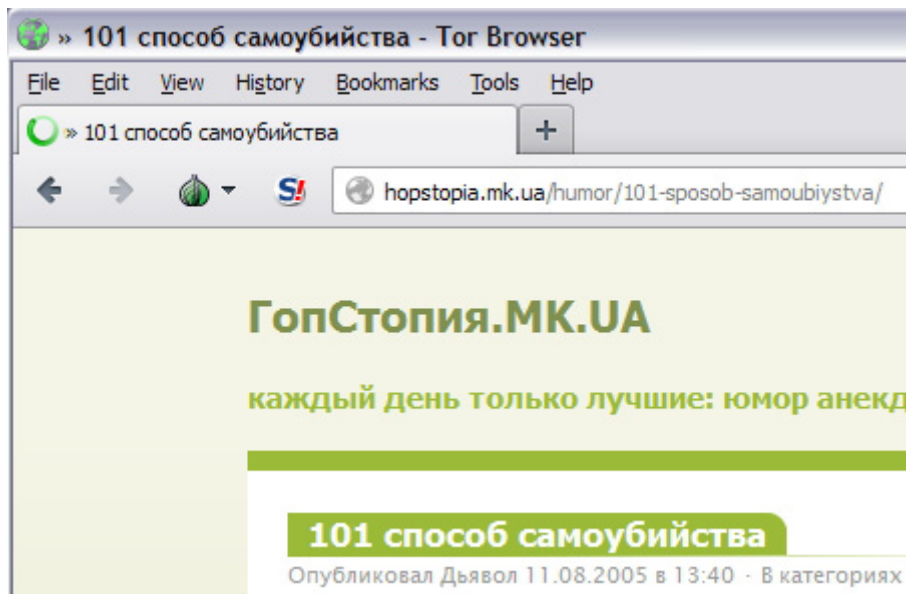 » 101 способ самоубийства - Tor Browser
File Edit View History Bookmarks Tools Help
» 101 способ самоубийства +
S! hopstopia.mk.ua/humor/101-sposob-samoubiystva/
ГопСтопия.MK.UA
каждый день только лучшие: юмор анекд
101 способ самоубийства
Опубликовал Дьявол 11.08.2005 в 13:40 · В категориях